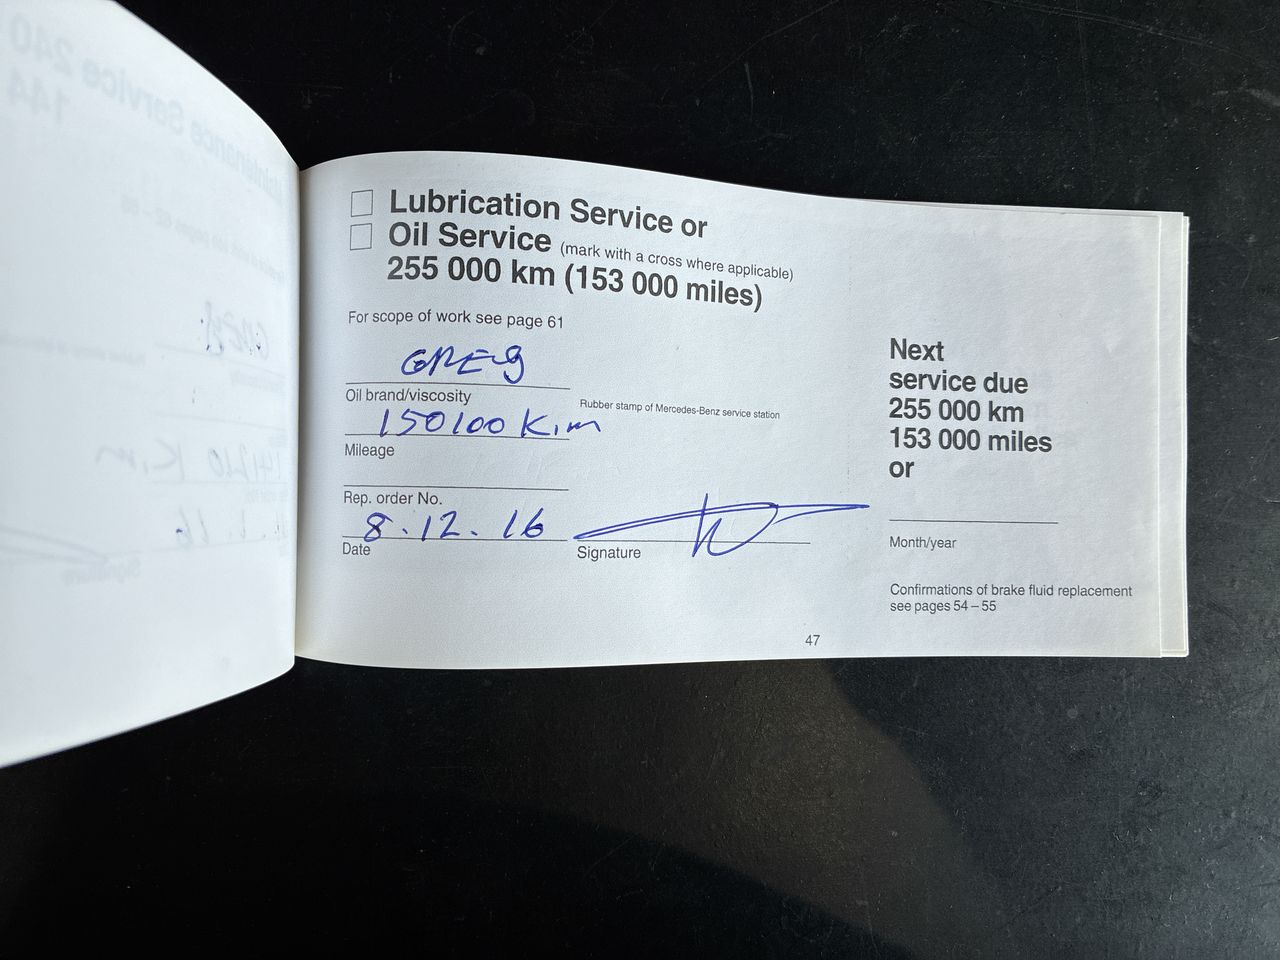 Lubrication Service or
Oil Service (mark with a cross where applicable)
255 000 km (153 000 miles)
For scope of work see page 61
GREg
Oil brand/viscosity
150100 K.m
Mileage
Rubber stamp of Mercedes-Benz service station
Rep. order No.
8.12.16
Date
Signature
Next
service due
255 000 km
153 000 miles
or
Month/year
Confirmations of brake fluid replacement
see pages 54 – 55
47